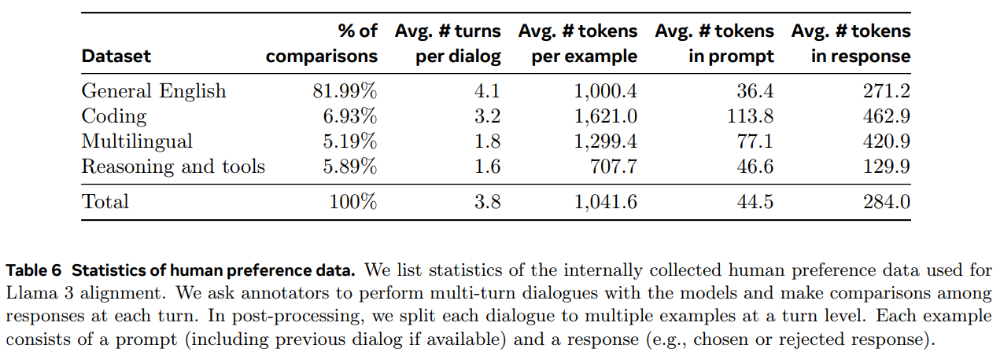 % of Avg. # turns Avg. # tokens Avg. # tokens Avg. # tokens
Dataset comparisons per dialog per example in prompt in response
General English 81.99% 4.1 1,000.4 36.4 271.2
Coding 6.93% 3.2 1,621.0 113.8 462.9
Multilingual 5.19% 1.8 1,299.4 77.1 420.9
Reasoning and tools 5.89% 1.6 707.7 46.6 129.9
Total 100% 3.8 1,041.6 44.5 284.0
Table 6 Statistics of human preference data. We list statistics of the internally collected human preference data used for
Llama 3 alignment. We ask annotators to perform multi-turn dialogues with the models and make comparisons among
responses at each turn. In post-processing, we split each dialogue to multiple examples at a turn level. Each example
consists of a prompt (including previous dialog if available) and a response (e.g., chosen or rejected response).